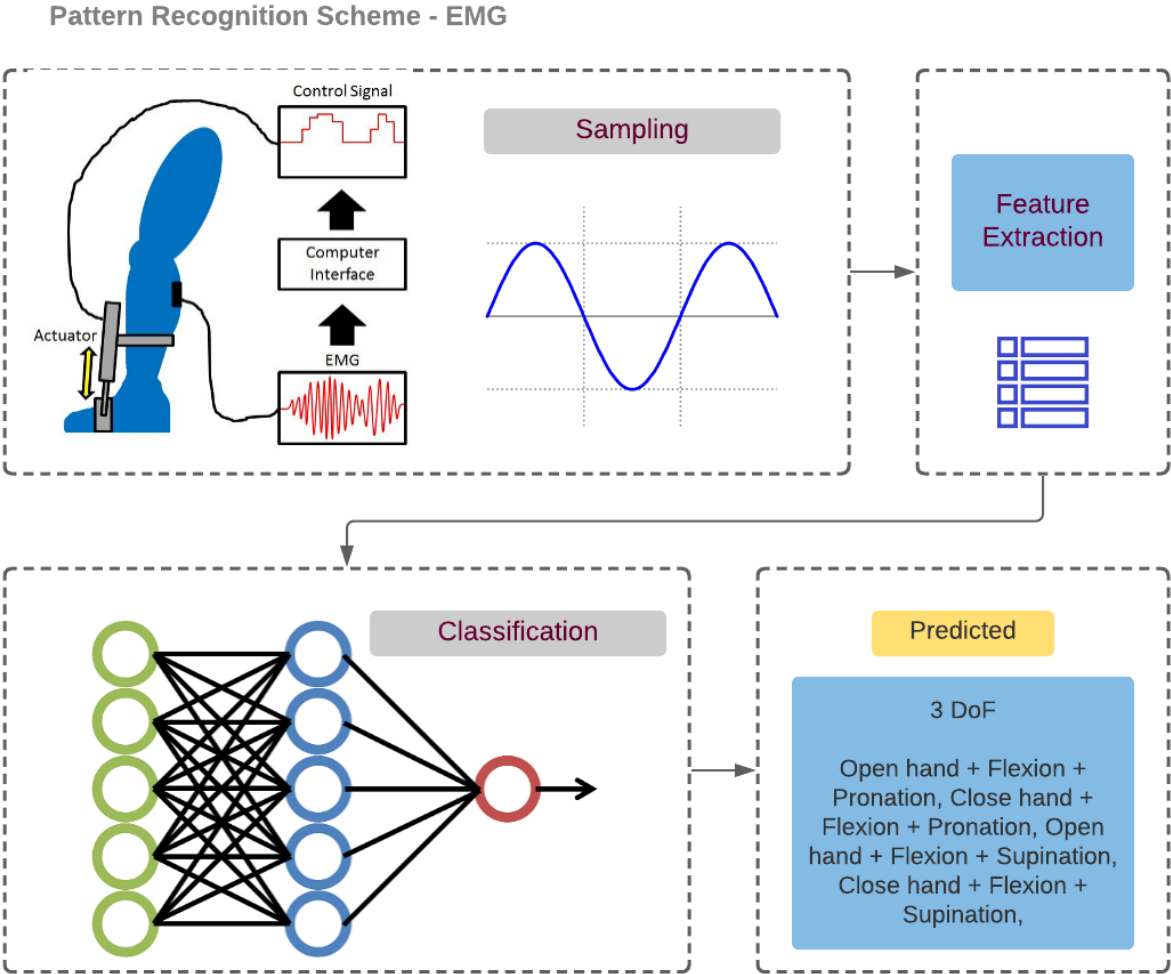 Pattern Recognition Scheme - EMG
Control Signal
Sampling
Computer
Interface
Actuator
EMG
Feature
Extraction
Classification
Predicted
3 DoF
Open hand + Flexion +
Pronation, Close hand +
Flexion + Pronation, Open
hand + Flexion + Supination,
Close hand + Flexion +
Supination,